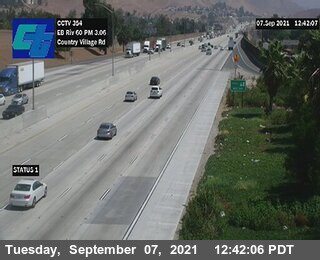 CCTV 354
EB Riv 60 PM 3.06
Country Village Rd
07.Sep 2021
12:42:07
STATUS 1
Tuesday, September 07, 2021 12:42:06 PDT